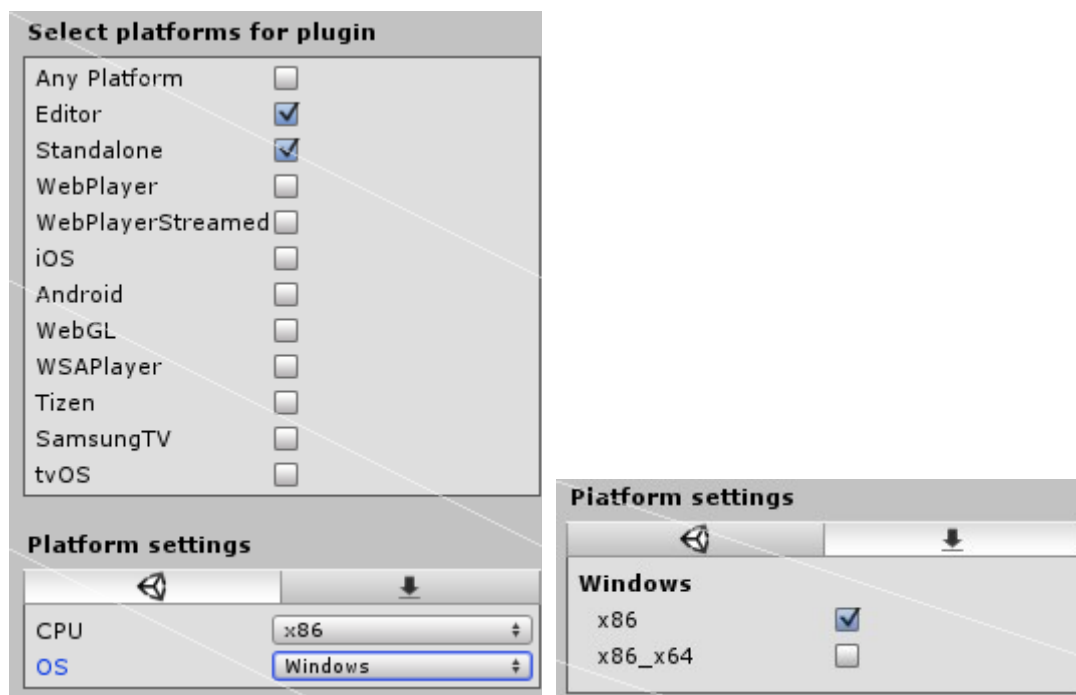 Select platforms for plugin
Any Platform
Editor
Standalone
WebPlayer
WebPlayerStreamed
iOS
Android
WebGL
WSAPlayer
Tizen
SamsungTV
tvOS
Platform settings
CPU x86
OS Windows
Platform settings
Windows
x86
x86_x64